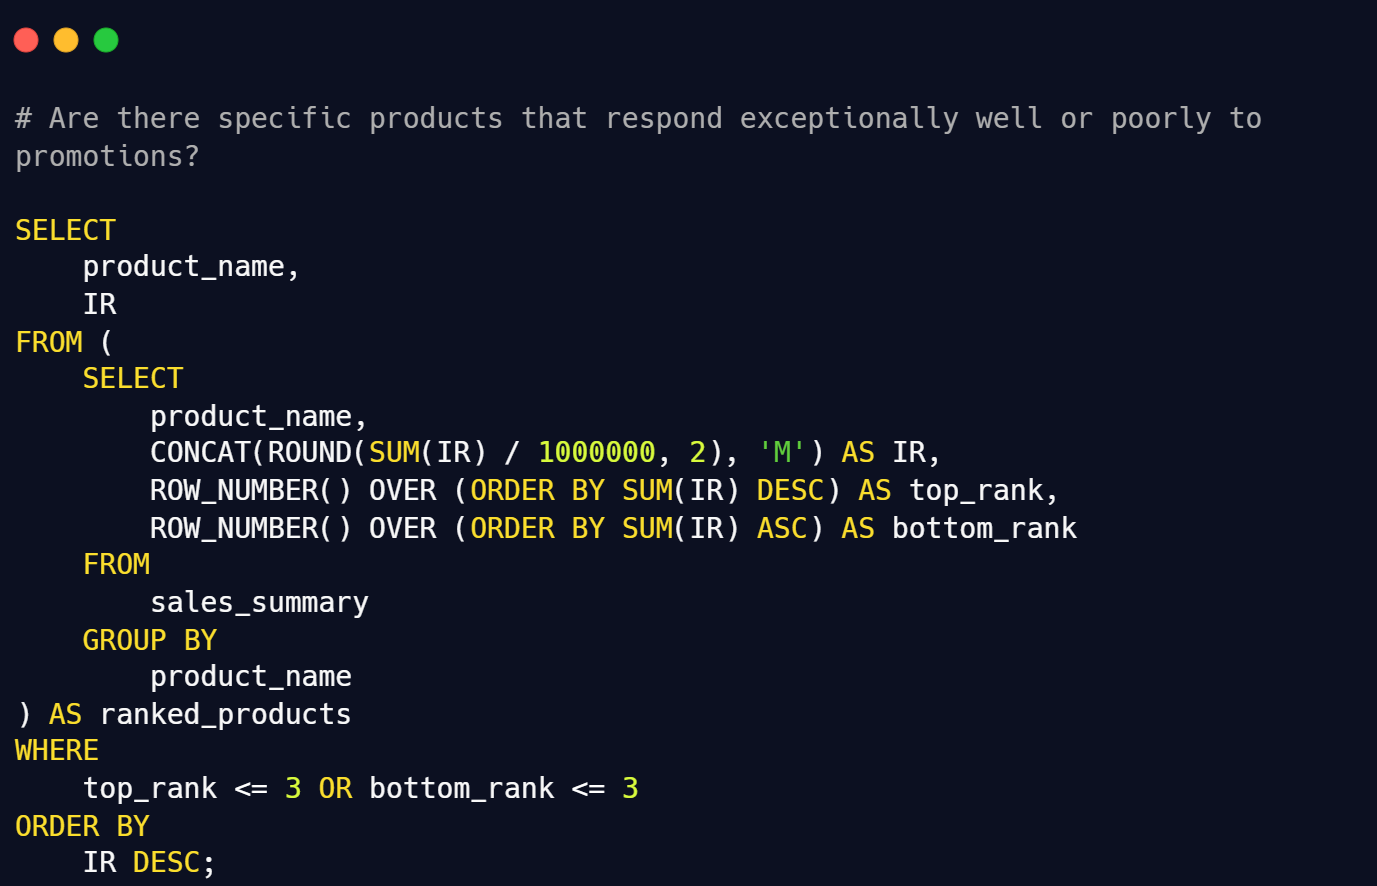 # Are there specific products that respond exceptionally well or poorly to
promotions?
SELECT
    product_name,
    IR
FROM (
    SELECT
        product_name,
        CONCAT(ROUND(SUM(IR) / 1000000, 2), 'M') AS IR,
        ROW_NUMBER() OVER (ORDER BY SUM(IR) DESC) AS top_rank,
        ROW_NUMBER() OVER (ORDER BY SUM(IR) ASC) AS bottom_rank
    FROM
        sales_summary
    GROUP BY
        product_name
) AS ranked_products
WHERE
    top_rank <= 3 OR bottom_rank <= 3
ORDER BY
    IR DESC;